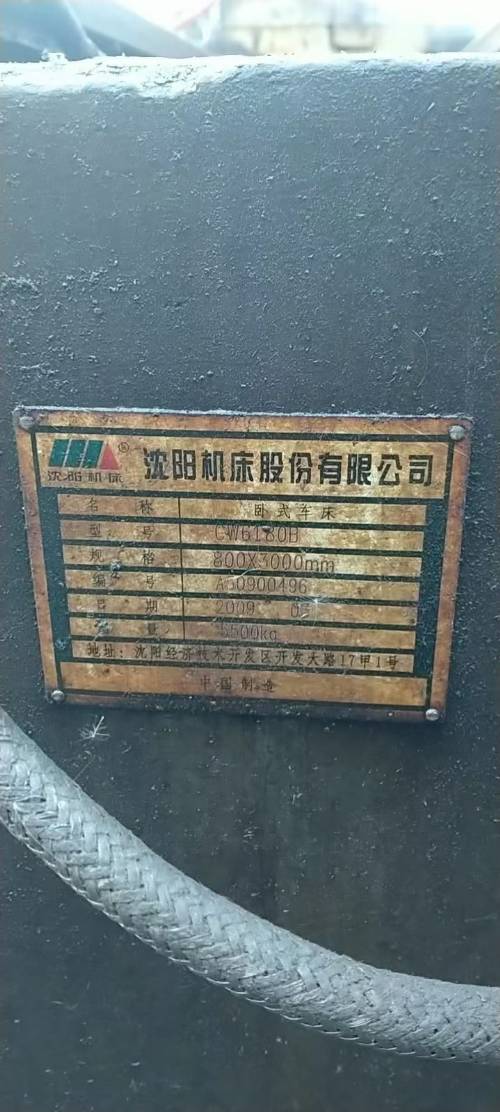 沈阳机床®
沈阳机床股份有限公司
名 称 卧式车床
型 号 CW6180B
规 格 800X3000mm
编 号
日 期 2009
量 5500kg
地址：沈阳经济技术开发区开发大路17甲1号
中国制造